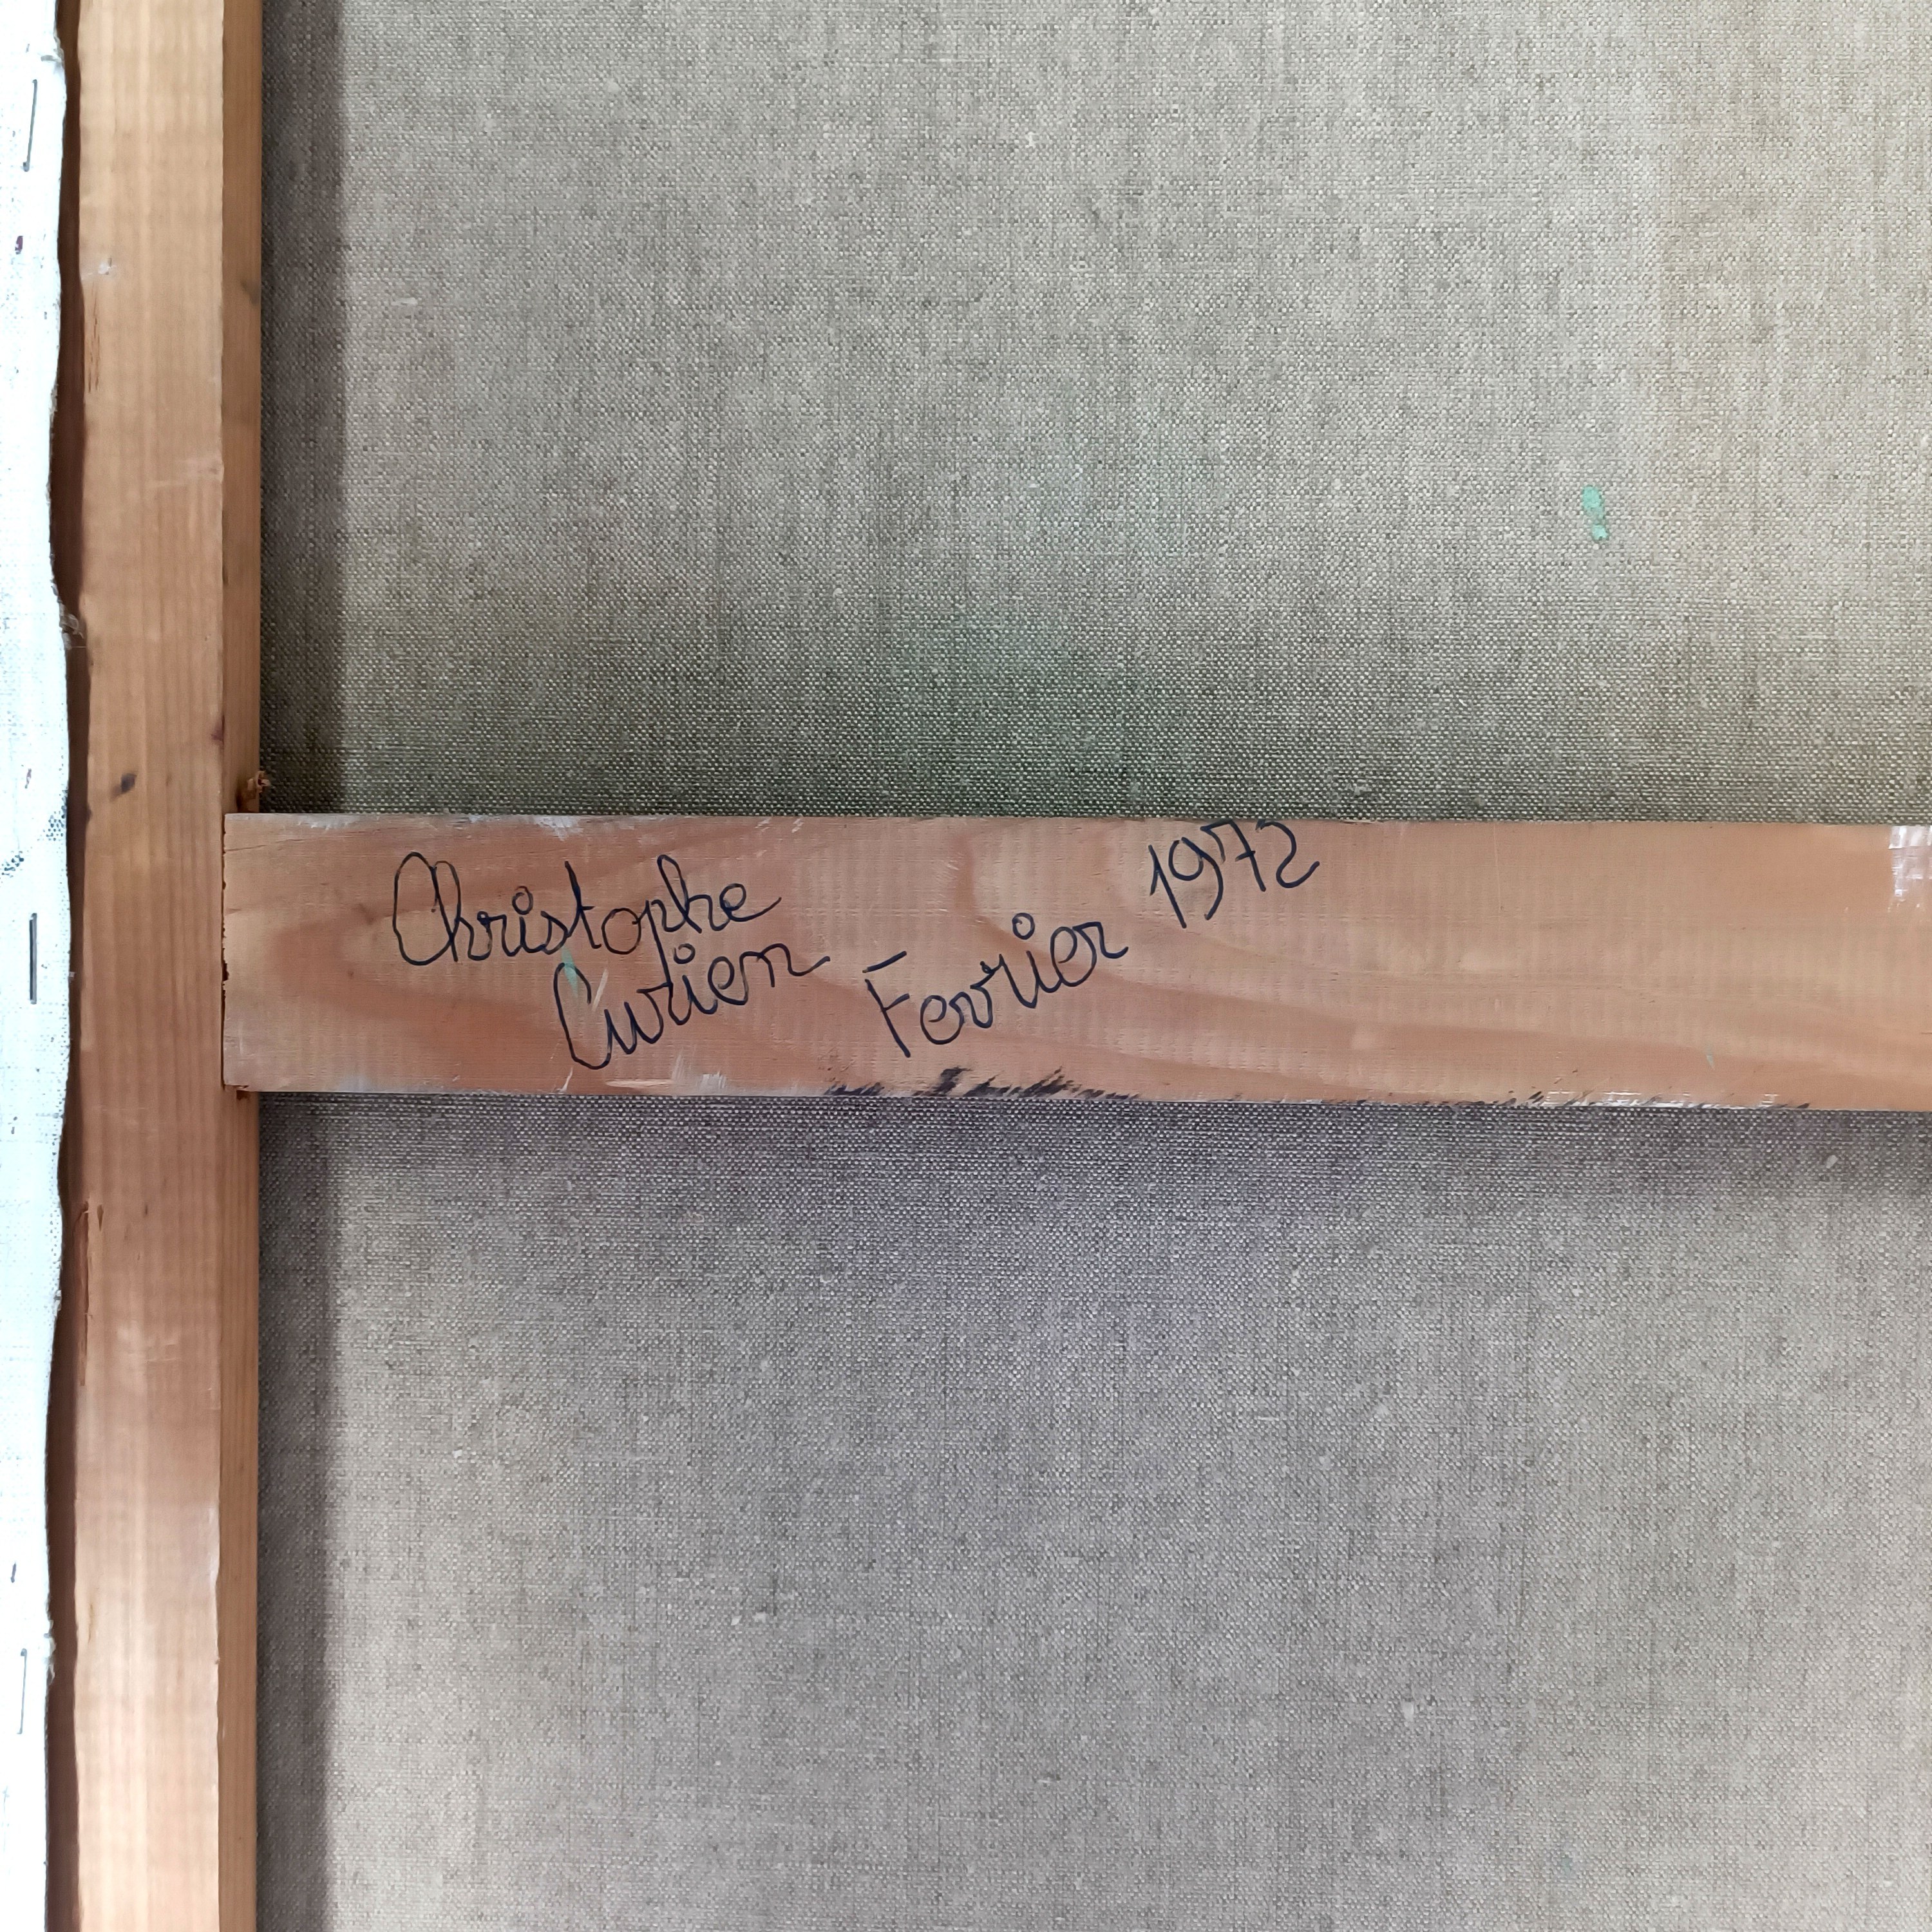 Christophe
Curien
Fevrier 1972